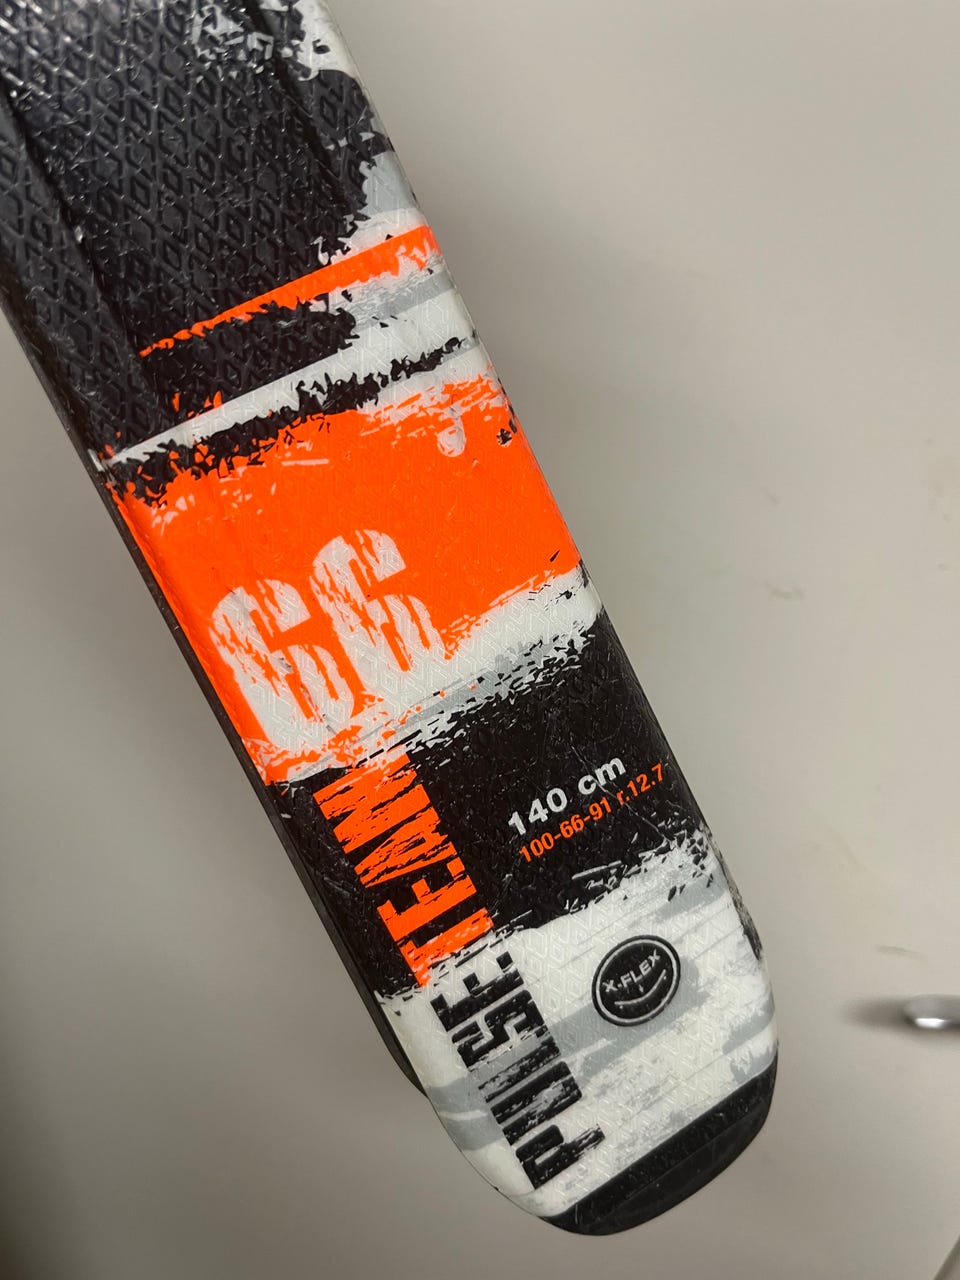 66
TEAM
PULSE
140 cm
100-66-91 r.12.7
X-FLEX